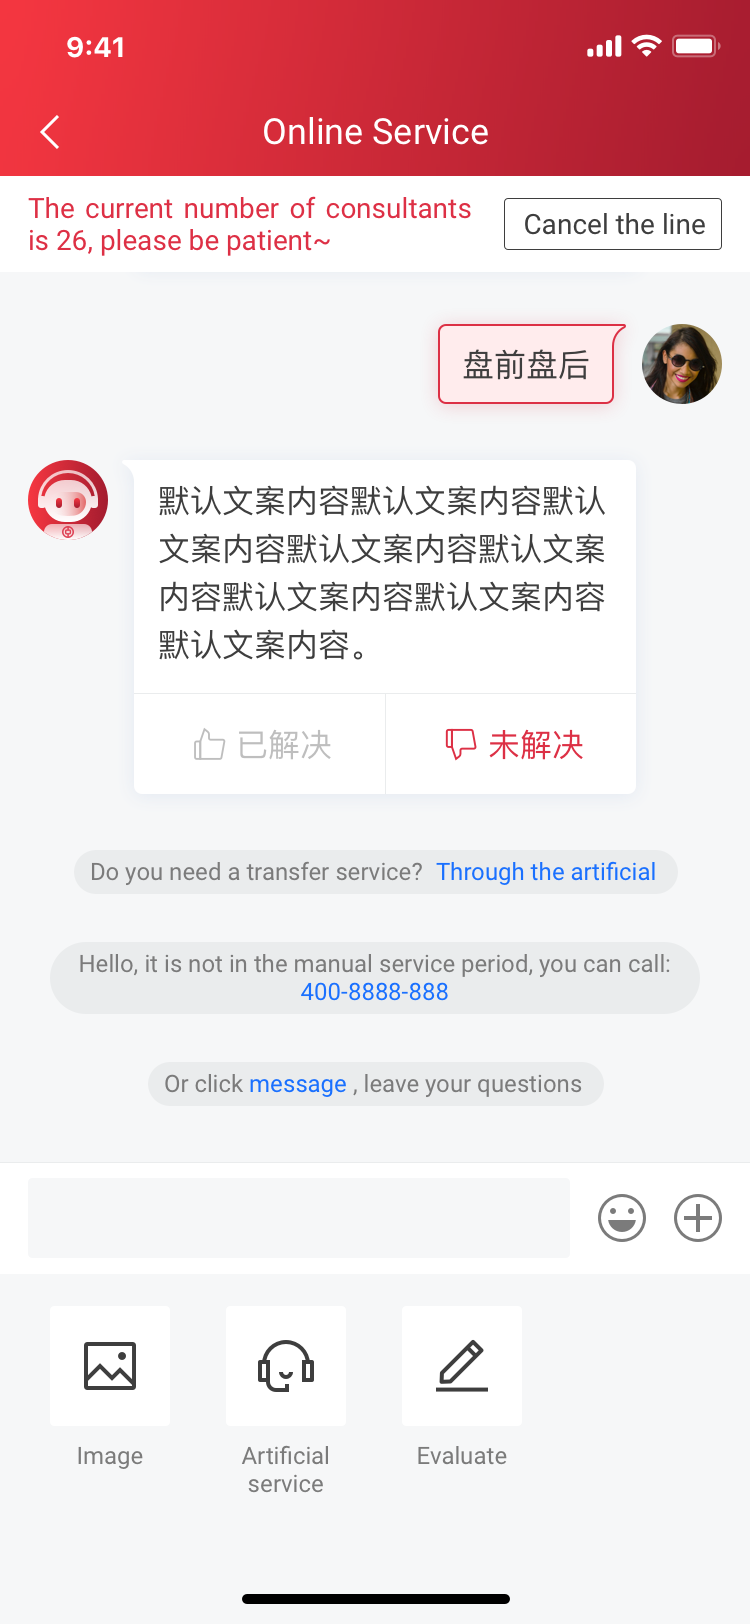 9:41
Online Service
The current number of consultants
is 26, please be patient~
Cancel the line
盘前盘后
默认文案内容默认文案内容默认
文案内容默认文案内容默认文案
内容默认文案内容默认文案内容
默认文案内容。
已解决
未解决
Do you need a transfer service? Through the artificial
Hello, it is not in the manual service period, you can call:
400-8888-888
Or click message , leave your questions
Image
Artificial
service
Evaluate